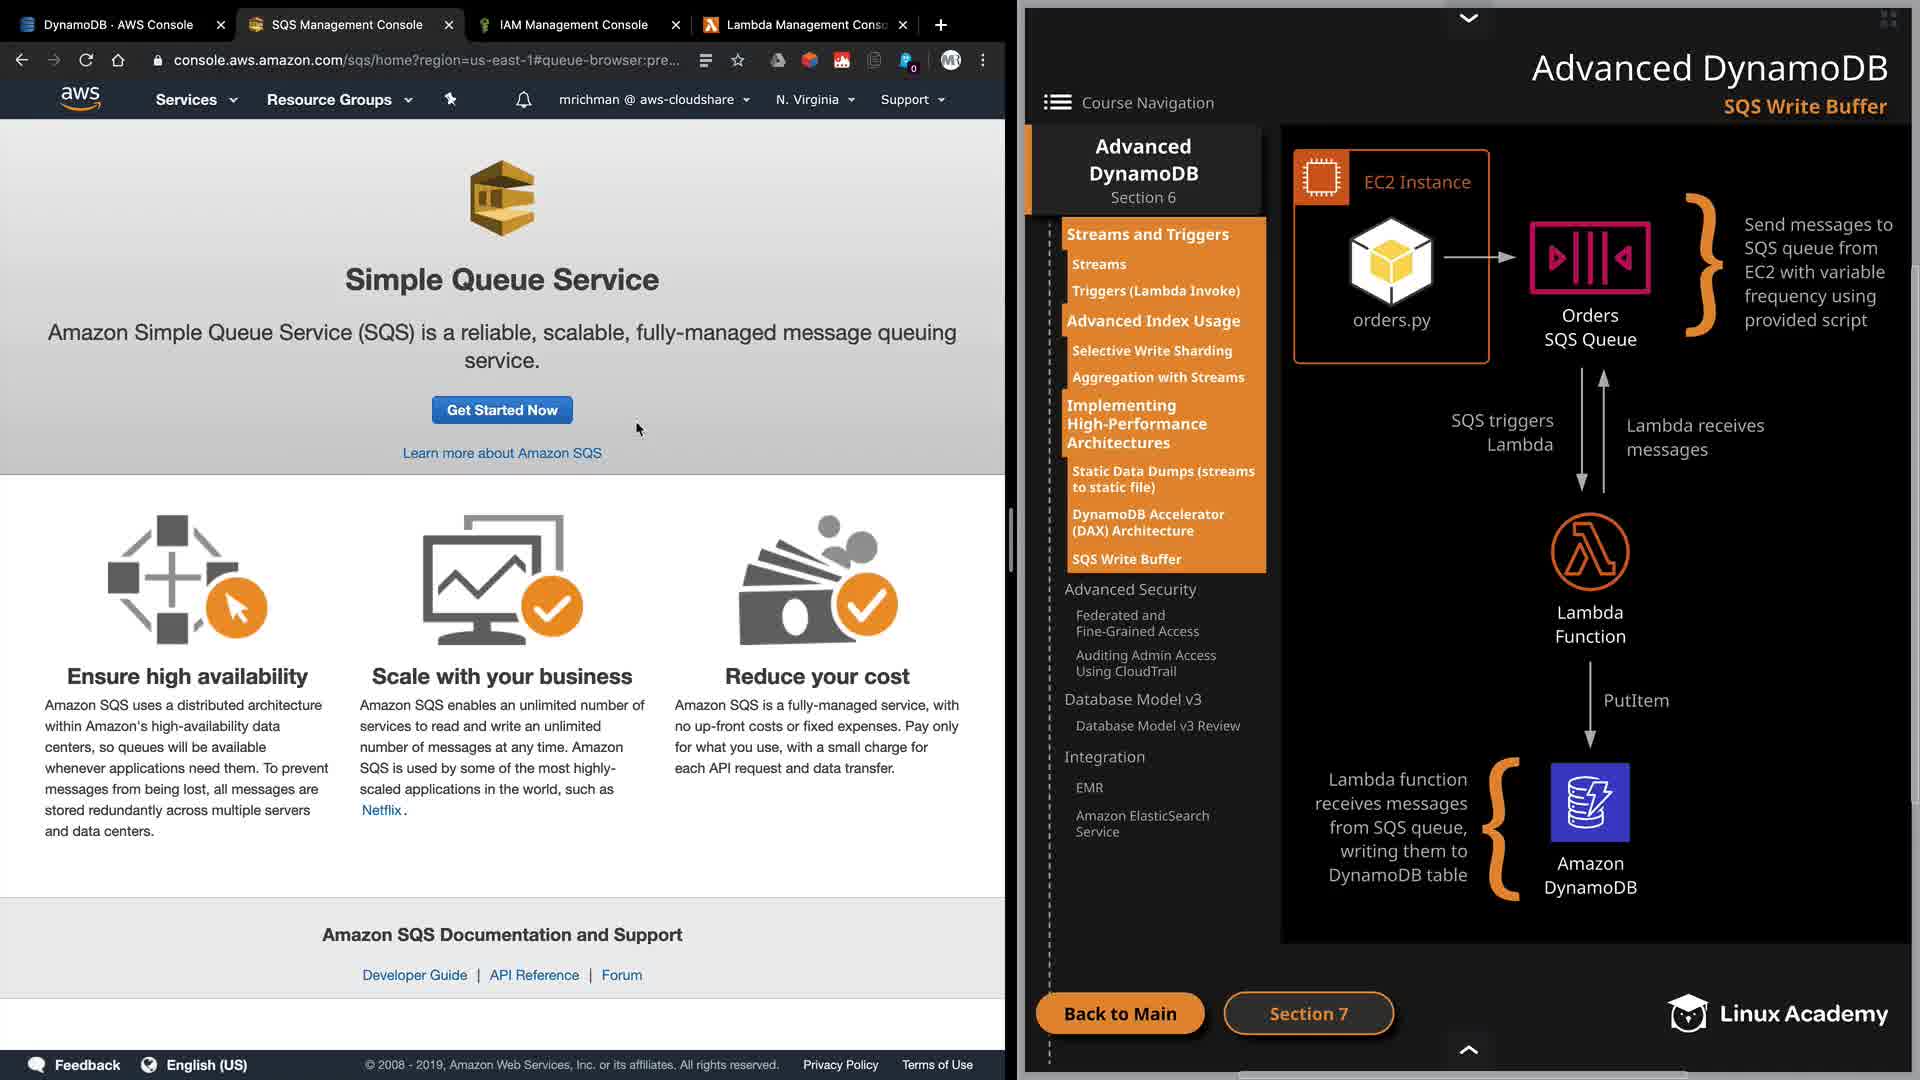 DynamoDB · AWS Console
SQS Management Console
IAM Management Console
Lambda Management Conso
console.aws.amazon.com/sqs/home?region=us-east-1#queue-browser:pre...
0
aws
Services
Resource Groups
mrichman @ aws-cloudshare
N. Virginia
Support
Simple Queue Service
Amazon Simple Queue Service (SQS) is a reliable, scalable, fully-managed message queuing
service.
Get Started Now
Learn more about Amazon SQS
Ensure high availability
Amazon SQS uses a distributed architecture
within Amazon's high-availability data
centers, so queues will be available
whenever applications need them. To prevent
messages from being lost, all messages are
stored redundantly across multiple servers
and data centers.
Scale with your business
Amazon SQS enables an unlimited number of
services to read and write an unlimited
number of messages at any time. Amazon
SQS is used by some of the most highly-
scaled applications in the world, such as
Netflix.
Reduce your cost
Amazon SQS is a fully-managed service, with
no up-front costs or fixed expenses. Pay only
for what you use, with a small charge for
each API request and data transfer.
Amazon SQS Documentation and Support
Developer Guide | API Reference | Forum
Feedback
English (US)
© 2008 - 2019, Amazon Web Services, Inc. or its affiliates. All rights reserved.
Privacy Policy
Terms of Use
Advanced DynamoDB
SQS Write Buffer
Course Navigation
Advanced
DynamoDB
Section 6
Streams and Triggers
Streams
Triggers (Lambda Invoke)
Advanced Index Usage
Selective Write Sharding
Aggregation with Streams
Implementing
High-Performance
Architectures
Static Data Dumps (streams
to static file)
DynamoDB Accelerator
(DAX) Architecture
SQS Write Buffer
Advanced Security
Federated and
Fine-Grained Access
Auditing Admin Access
Using CloudTrail
Database Model v3
Database Model v3 Review
Integration
EMR
Amazon ElasticSearch
Service
EC2 Instance
orders.py
Orders
SQS Queue
Send messages to
SQS queue from
EC2 with variable
frequency using
provided script
SQS triggers
Lambda
Lambda receives
messages
Lambda
Function
PutItem
Lambda function
receives messages
from SQS queue,
writing them to
DynamoDB table
Amazon
DynamoDB
Back to Main
Section 7
Linux Academy